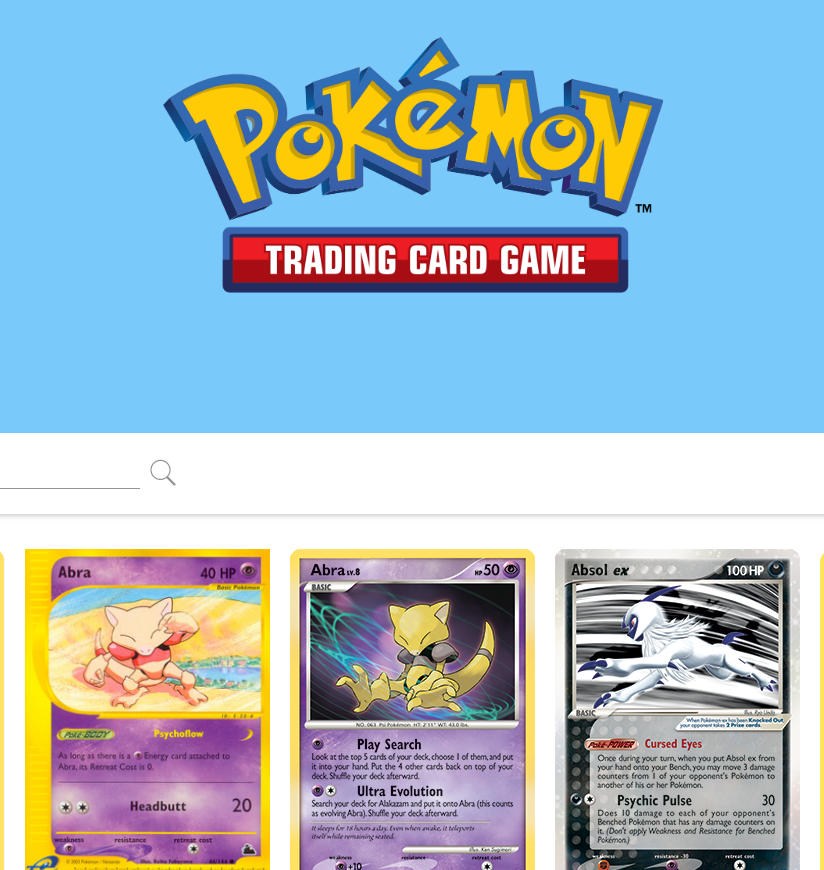 POKÉMON
TM
TRADING CARD GAME
Abra
40 HP
Basic Pokémon
Poké-BODY
Psychoflow
As long as there is a Energy card attached to
Abra, its Retreat Cost is 0.
Headbutt 20
weakness resistance retreat cost
Abra LV.8
HP 50
BASIC
NO. 063 Psi Pokémon HT: 2'11" WT: 43.0 lbs.
Play Search
Look at the top 5 cards of your deck, choose 1 of them, and put
it into your hand. Put the 4 other cards back on top of your
deck. Shuffle your deck afterward.
Ultra Evolution
Search your deck for Alakazam and put it onto Abra (this counts
as evolving Abra). Shuffle your deck afterward.
It sleeps for 18 hours a day. Even when awake, it teleports
itself while remaining seated.
Illus. Ken Sugimori
weakness resistance retreat cost
+10
Absol ex
100 HP
BASIC
Illus. Ryo Ueda
When Pokémon-ex has been Knocked Out
your opponent takes 2 Prize cards.
Poké-POWER
Cursed Eyes
Once during your turn, when you put Absol ex from
your hand onto your Bench, you may move 3 damage
counters from 1 of your opponent's Pokémon to
another of his or her Pokémon.
Psychic Pulse 30
Does 10 damage to each of your opponent's
Benched Pokémon that has any damage counters on
it. (Don't apply Weakness and Resistance for Benched
Pokémon.)
weakness resistance -30 retreat cost